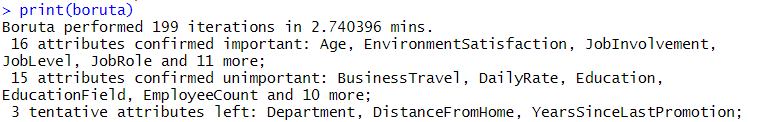 > print(boruta)
Boruta performed 199 iterations in 2.740396 mins.
16 attributes confirmed important: Age, EnvironmentSatisfaction, JobInvolvement,
JobLevel, JobRole and 11 more;
15 attributes confirmed unimportant: BusinessTravel, DailyRate, Education,
EducationField, EmployeeCount and 10 more;
3 tentative attributes left: Department, DistanceFromHome, YearsSinceLastPromotion;